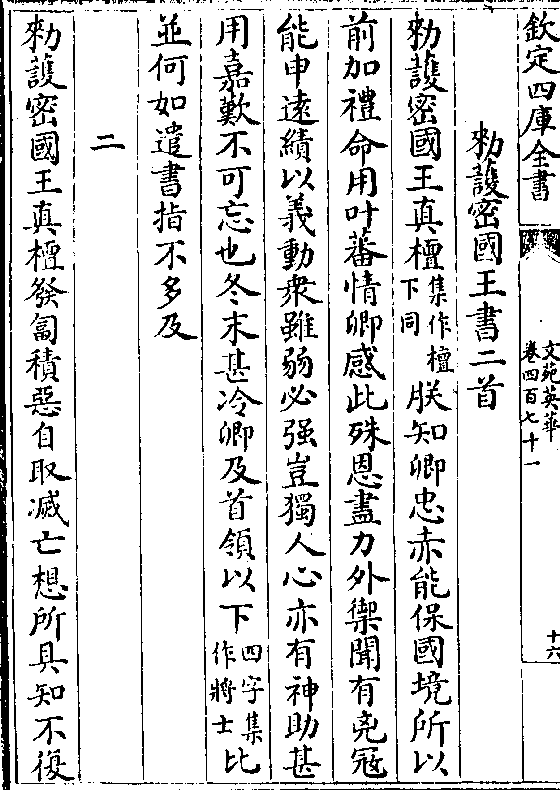 欽定四庫全書
文苑英華
卷四百七十一
十六
勅護密國王書二首
勅護密國王真檀集作檀下同朕知卿忠赤能保國境所以
前加禮命用叶蕃情卿感此殊恩盡力外禦聞有兇冦
能申遠績以義動衆雖弱必强豈獨人心亦有神助甚
用嘉歎不可忘也冬末甚冷卿及首領以下四字集作將士比
並何如遣書指不多及
二
勅護密國王真檀發匐積惡自取滅亡想所具知不復